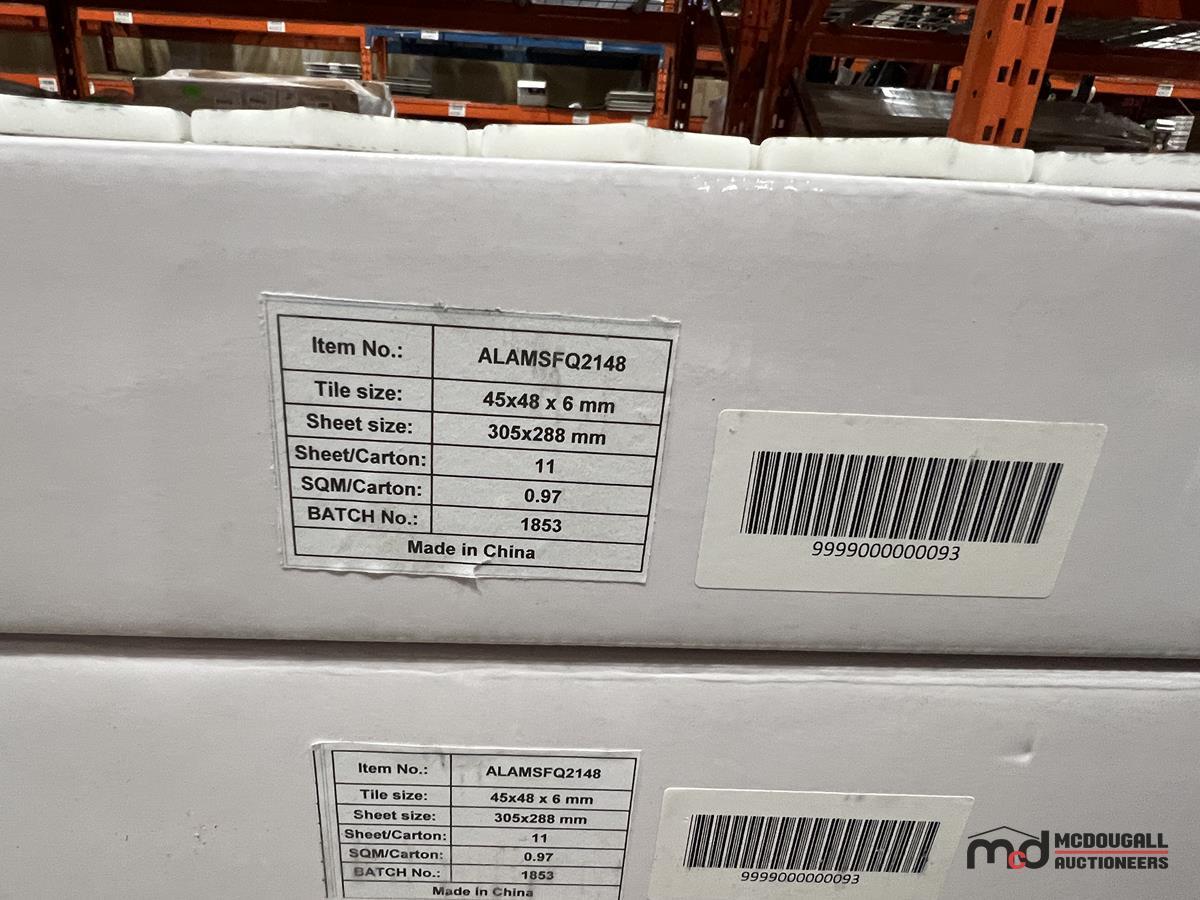 Item No.: ALAMSFQ2148
Tile size: 45x48 x 6 mm
Sheet size: 305x288 mm
Sheet/Carton: 11
SQM/Carton: 0.97
BATCH No.: 1853
Made in China
9999000000093
Item No.: ALAMSFQ2148
Tile size: 45x48 x 6 mm
Sheet size: 305x288 mm
Sheet/Carton: 11
SQM/Carton: 0.97
BATCH No.: 1853
Made in China
9999000000093
mcd MCDOUGALL
AUCTIONEERS